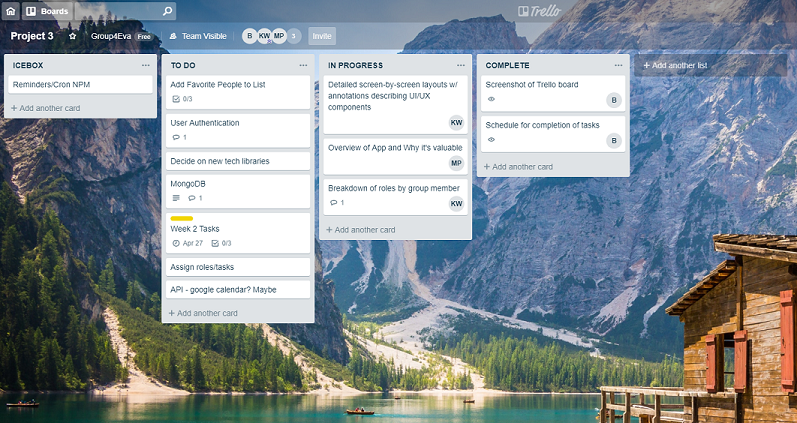 Boards
Trello
Project 3
Group4Eva
Free
Team Visible
B
KW
MP
3
Invite
ICEBOX
Reminders/Cron NPM
+ Add another card
TO DO
Add Favorite People to List
0/3
User Authentication
1
Decide on new tech libraries
MongoDB
1
Week 2 Tasks
Apr 27
0/3
Assign roles/tasks
API - google calendar? Maybe
+ Add another card
IN PROGRESS
Detailed screen-by-screen layouts w/
annotations describing UI/UX
components
KW
Overview of App and Why it's valuable
MP
Breakdown of roles by group member
1
KW
+ Add another card
COMPLETE
Screenshot of Trello board
B
Schedule for completion of tasks
B
+ Add another card
+ Add another list